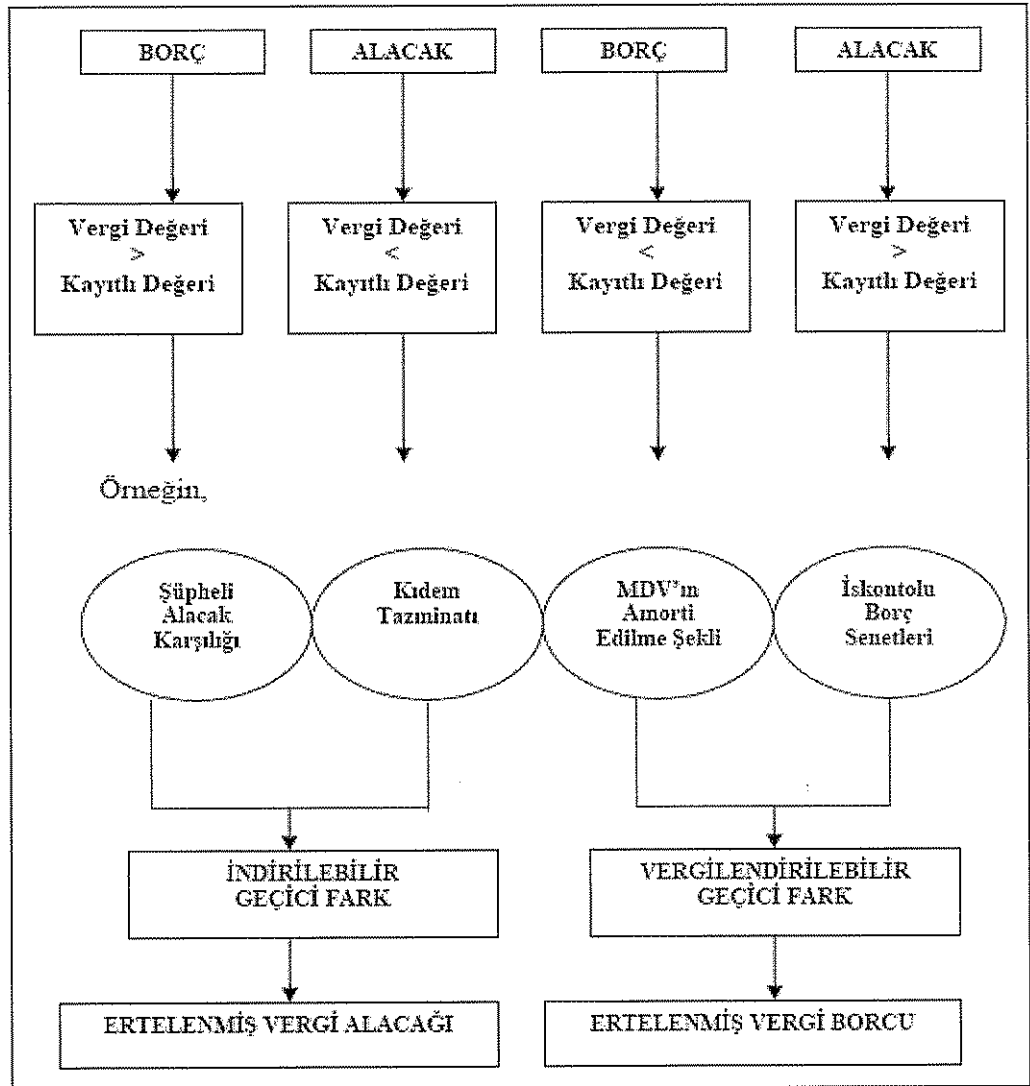 BORÇ
ALACAK
BORÇ
ALACAK
Vergi Değeri
>
Kayıtlı Değeri
Vergi Değeri
<
Kayıtlı Değeri
Vergi Değeri
<
Kayıtlı Değeri
Vergi Değeri
>
Kayıtlı Değeri
Örneğin,
Şüpheli
Alacak
Karşılığı
Kıdem
Tazminatı
MDV'ın
Amorti
Edilme Şekli
İskontolu
Borç
Senetleri
İNDİRİLEBİLİR
GEÇİCİ FARK
VERGİLENDİRİLEBİLİR
GEÇİCİ FARK
ERTELENMİŞ VERGİ ALACAĞI
ERTELENMİŞ VERGİ BORCU